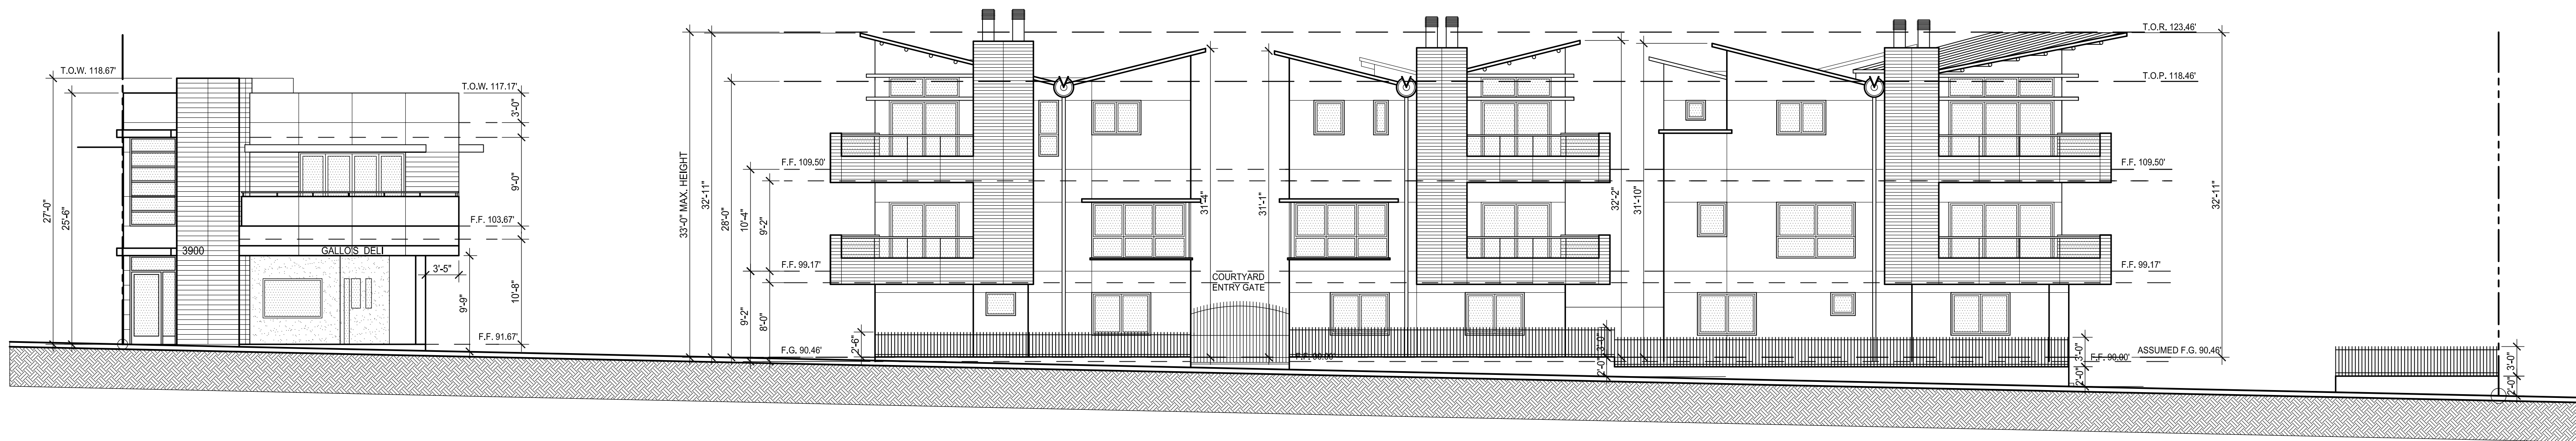 T.O.W. 118.67'
T.O.W. 117.17'
3'-0"
9'-0"
27'-0"
25'-6"
F.F. 103.67'
3900
GALLO'S DELI
3'-5"
9'-9"
10'-8"
F.F. 91.67'
33'-0" MAX. HEIGHT
32'-11"
28'-0"
10'-4"
9'-2"
F.F. 109.50'
F.F. 99.17'
9'-2"
8'-0"
F.G. 90.46'
2'-6"
31'-4"
COURTYARD
ENTRY GATE
31'-1"
3'-0"
2'-0"
32'-2"
31'-10"
T.O.R. 123.46'
T.O.P. 118.46'
F.F. 109.50'
F.F. 99.17'
32'-11"
3'-0"
2'-0"
F.F. 90.00'
ASSUMED F.G. 90.46'
3'-0"
2'-0"